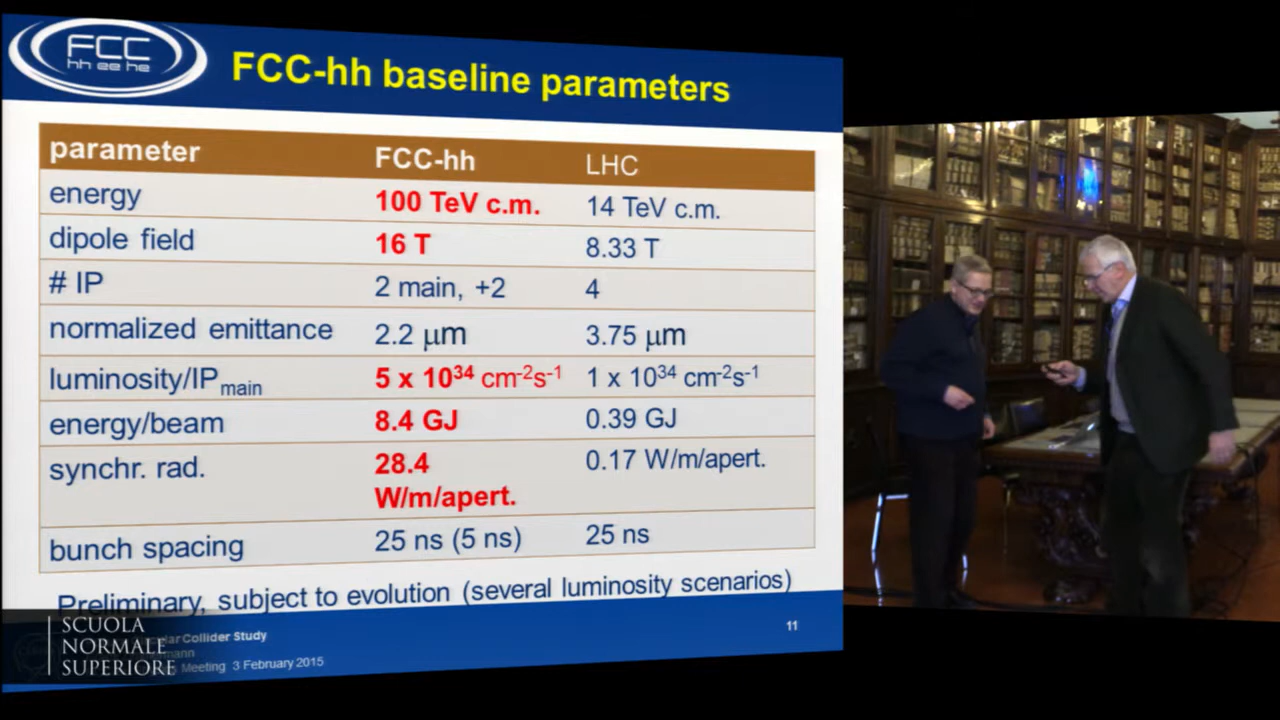 FCC
hh ee he
FCC-hh baseline parameters
parameter FCC-hh LHC
energy 100 TeV c.m. 14 TeV c.m.
dipole field 16 T 8.33 T
# IP 2 main, +2 4
normalized emittance 2.2 μm 3.75 μm
luminosity/IPmain 5 x 10³⁴ cm⁻²s⁻¹ 1 x 10³⁴ cm⁻²s⁻¹
energy/beam 8.4 GJ 0.39 GJ
synchr. rad. 28.4 0.17 W/m/apert.
W/m/apert.
bunch spacing 25 ns (5 ns) 25 ns
Preliminary, subject to evolution (several luminosity scenarios)
Collider Study
Meeting 3 February 2015
11
SCUOLA
NORMALE
SUPERIORE